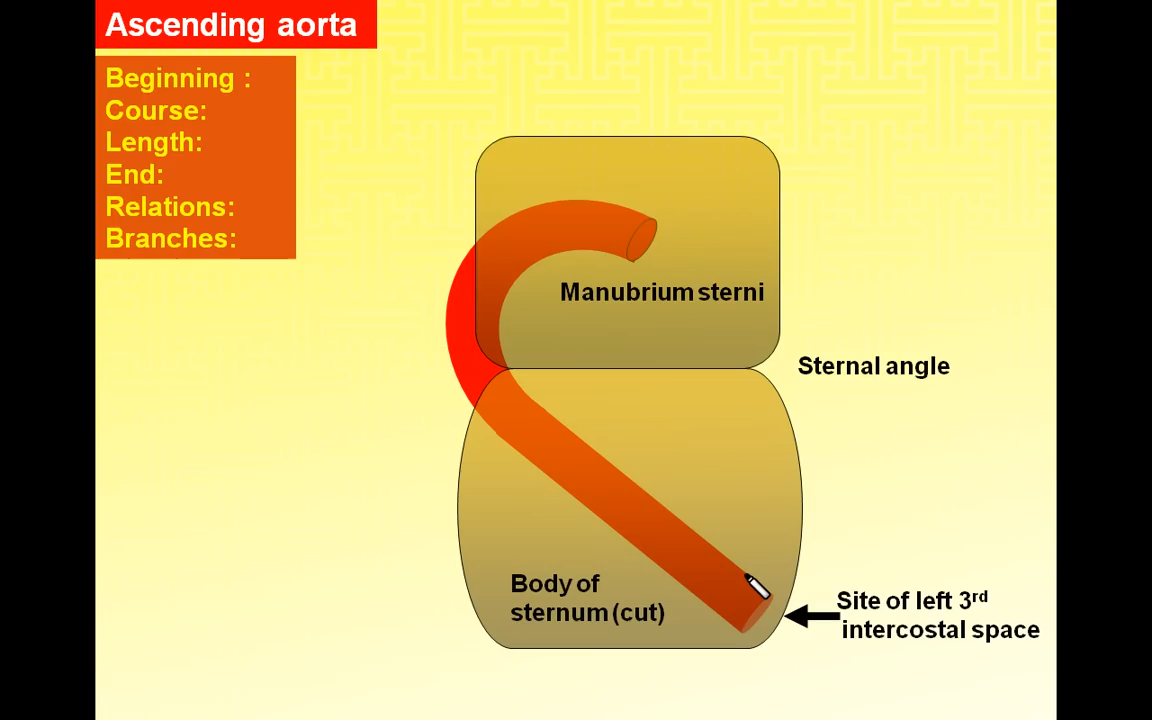 Ascending aorta
Beginning :
Course:
Length:
End:
Relations:
Branches:
Manubrium sterni
Sternal angle
Body of
sternum (cut)
Site of left 3rd
intercostal space